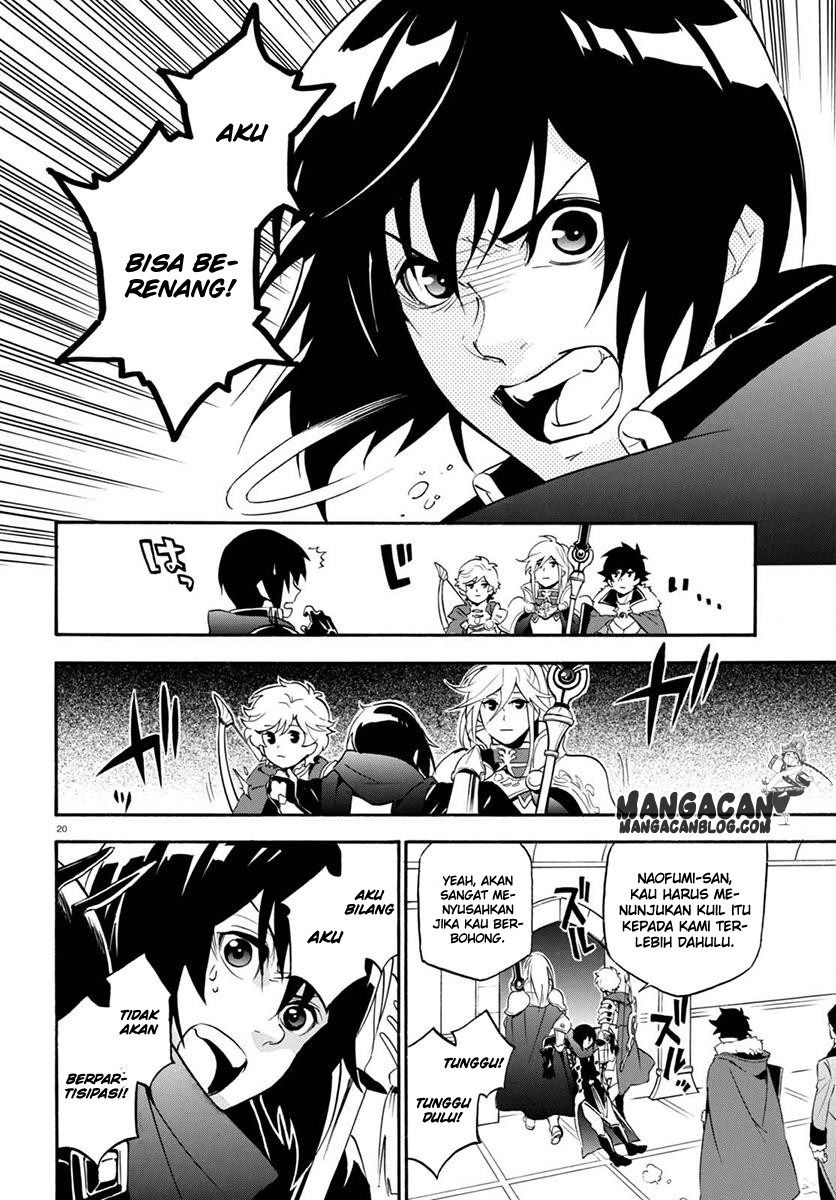 AKU
BISA BE-
RENANG!
じ
はっ
MANGACAN
MANGACANBLOG.COM
20
NAOFUMI-SAN,
KAU HARUS ME-
NUNJUKAN KUIL ITU
KEPADA KAMI TER-
LEBIH DAHULU.
YEAH, AKAN
SANGAT ME-
NYUSAHKAN
JIKA KAU BER-
BOHONG.
ズル
ズル
TUNGGU!
TUNGGU
DULU!
AKU
BILANG
AKU
TIDAK
AKAN
BERPAR-
TISIPASI!